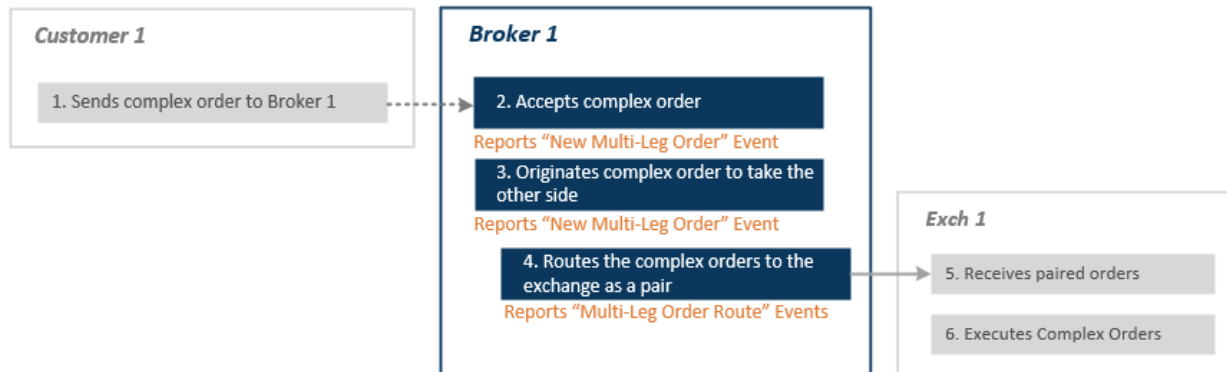 Customer 1
1. Sends complex order to Broker 1
Broker 1
2. Accepts complex order
Reports “New Multi-Leg Order” Event
3. Originates complex order to take the
other side
Reports “New Multi-Leg Order” Event
4. Routes the complex orders to the
exchange as a pair
Reports “Multi-Leg Order Route” Events
Exch 1
5. Receives paired orders
6. Executes Complex Orders